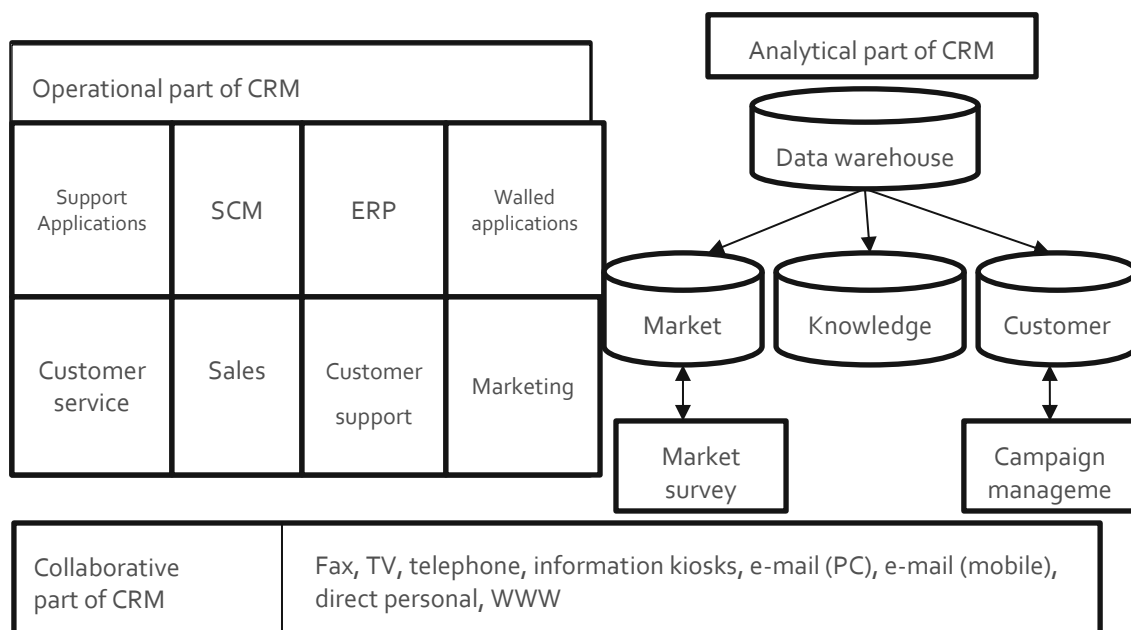 Operational part of CRM
Analytical part of CRM
Data warehouse
Support
Applications
SCM
ERP
Walled
applications
Market
Knowledge
Customer
Customer
service
Sales
Customer
support
Marketing
Market
survey
Campaign
manageme
Collaborative
part of CRM
Fax, TV, telephone, information kiosks, e-mail (PC), e-mail (mobile),
direct personal, WWW